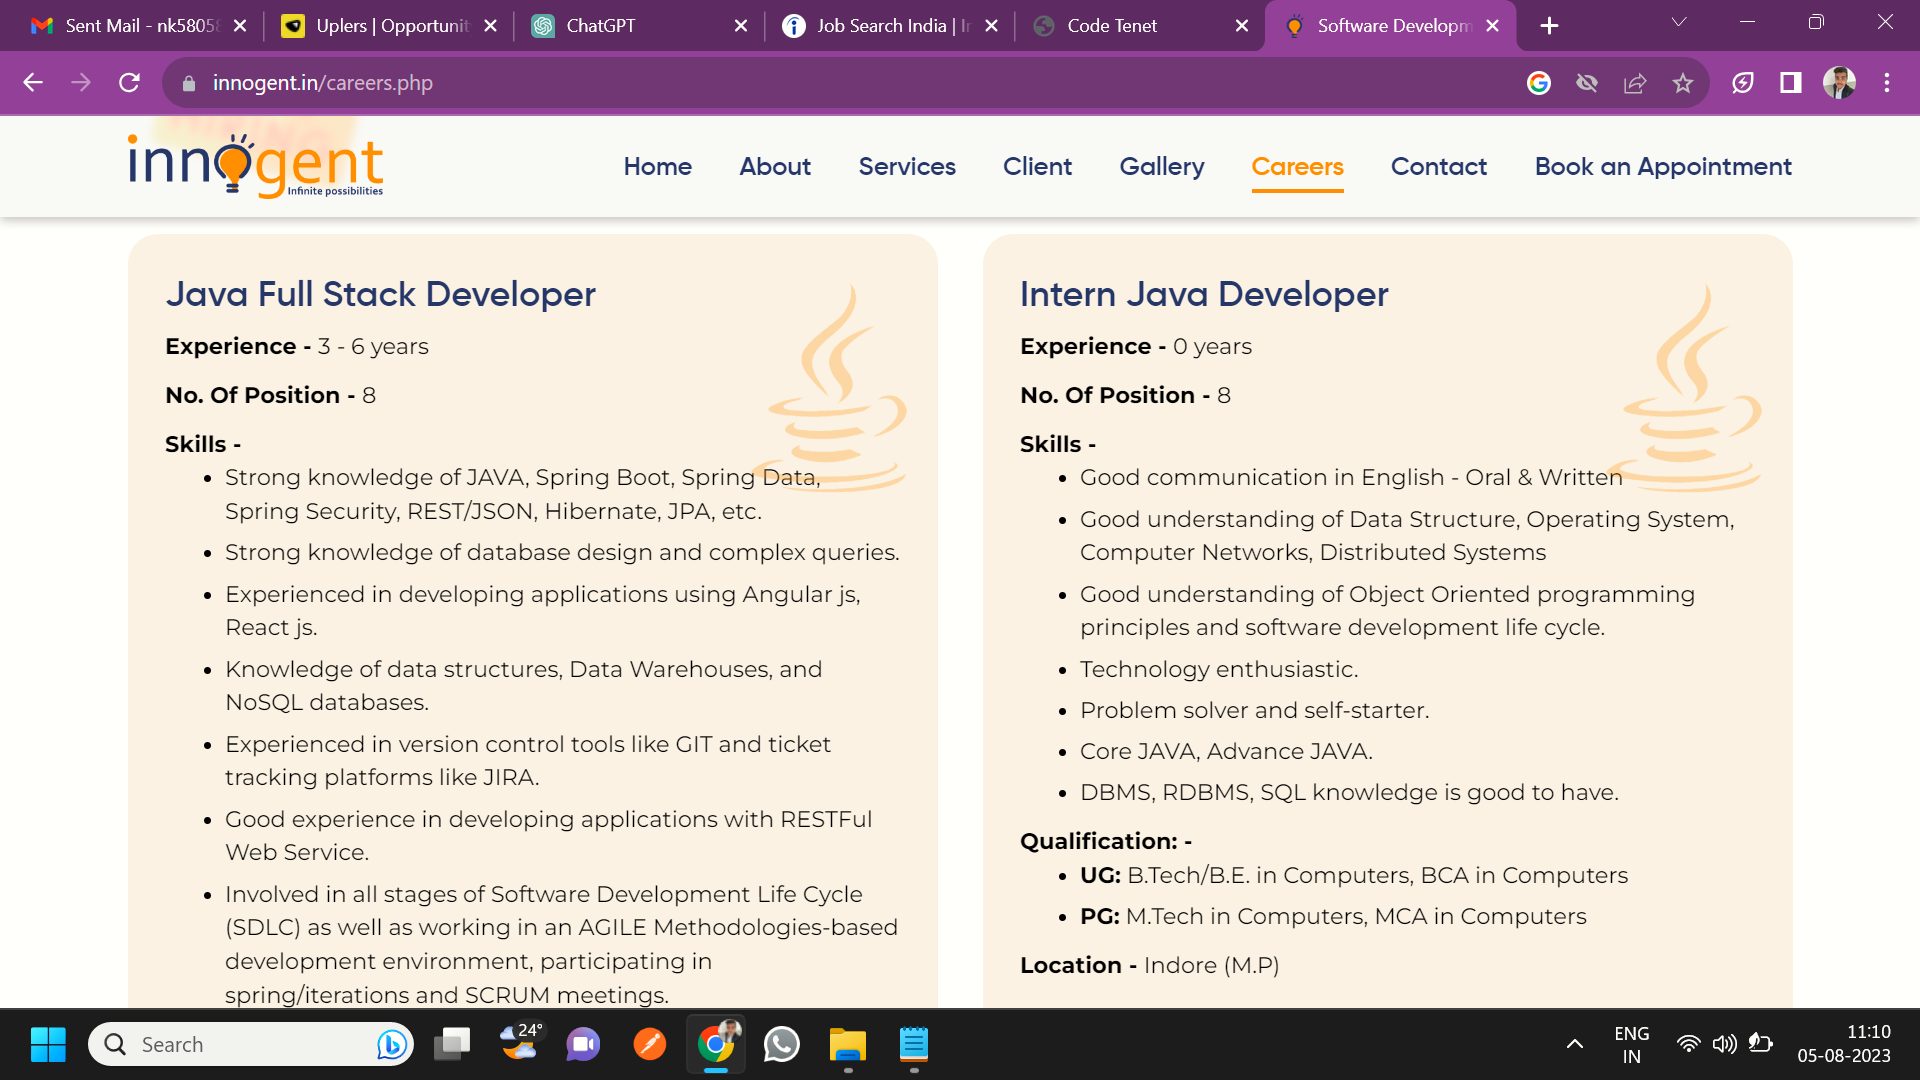 Sent Mail - nk5805
Uplers | Opportunit
ChatGPT
Job Search India | In
Code Tenet
Software Developm
innogent.in/careers.php
innogent
Infinite possibilities
Home
About
Services
Client
Gallery
Careers
Contact
Book an Appointment
Java Full Stack Developer
Experience - 3 - 6 years
No. Of Position - 8
Skills -
• Strong knowledge of JAVA, Spring Boot, Spring Data,
Spring Security, REST/JSON, Hibernate, JPA, etc.
• Strong knowledge of database design and complex queries.
• Experienced in developing applications using Angular js,
React js.
• Knowledge of data structures, Data Warehouses, and
NoSQL databases.
• Experienced in version control tools like GIT and ticket
tracking platforms like JIRA.
• Good experience in developing applications with RESTFul
Web Service.
• Involved in all stages of Software Development Life Cycle
(SDLC) as well as working in an AGILE Methodologies-based
development environment, participating in
spring/iterations and SCRUM meetings.
Intern Java Developer
Experience - 0 years
No. Of Position - 8
Skills -
• Good communication in English - Oral & Written
• Good understanding of Data Structure, Operating System,
Computer Networks, Distributed Systems
• Good understanding of Object Oriented programming
principles and software development life cycle.
• Technology enthusiastic.
• Problem solver and self-starter.
• Core JAVA, Advance JAVA.
• DBMS, RDBMS, SQL knowledge is good to have.
Qualification: -
• UG: B.Tech/B.E. in Computers, BCA in Computers
• PG: M.Tech in Computers, MCA in Computers
Location - Indore (M.P)
Search
24°
ENG
IN
11:10
05-08-2023